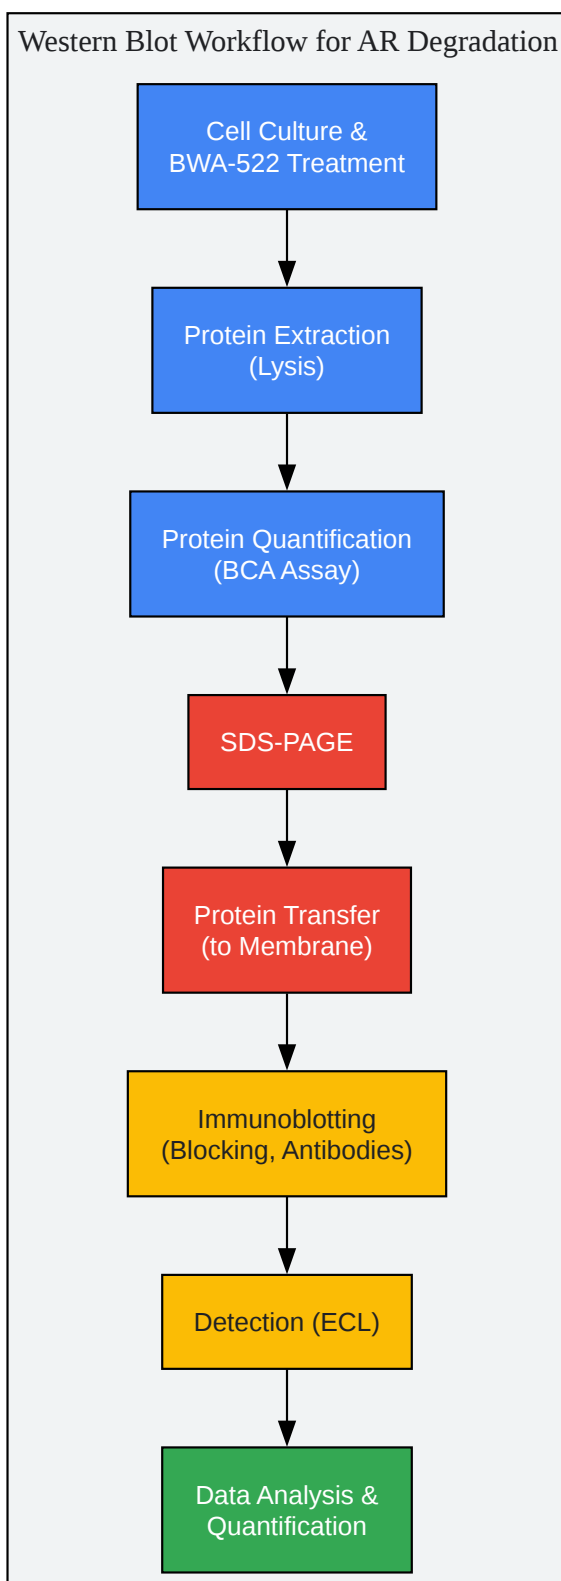 Western Blot Workflow for AR Degradation
Cell Culture &
BWA-522 Treatment
Protein Extraction
(Lysis)
Protein Quantification
(BCA Assay)
SDS-PAGE
Protein Transfer
(to Membrane)
Immunoblotting
(Blocking, Antibodies)
Detection (ECL)
Data Analysis &
Quantification